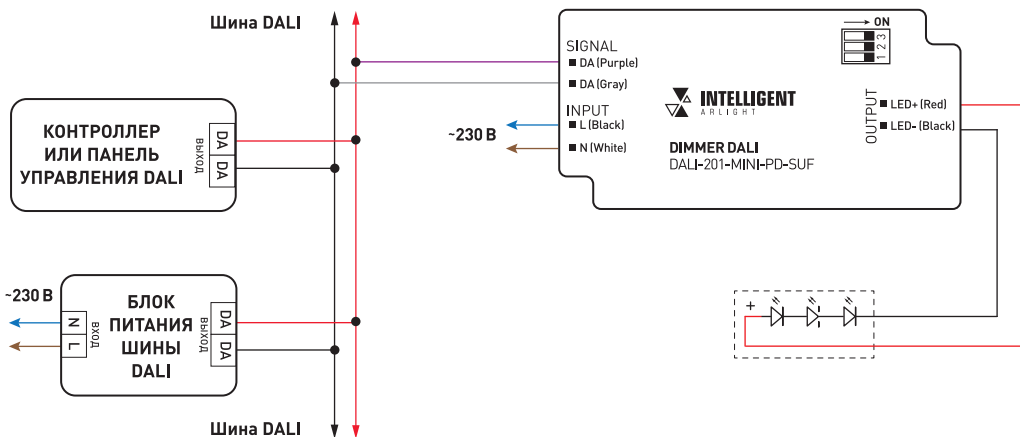 Шина DALI
КОНТРОЛЛЕР
ИЛИ ПАНЕЛЬ
УПРАВЛЕНИЯ DALI
DA
DA
ВЫХОД
~230 В
N
L
ВХОД
БЛОК
ПИТАНИЯ
ШИНЫ
DALI
ВЫХОД
DA
DA
Шина DALI
SIGNAL
DA (Purple)
DA (Gray)
INPUT
L (Black)
N (White)
~230 В
INTELLIGENT
ARLIGHT
DIMMER DALI
DALI-201-MINI-PD-SUF
ON
1 2 3
OUTPUT
LED+ (Red)
LED- (Black)
+